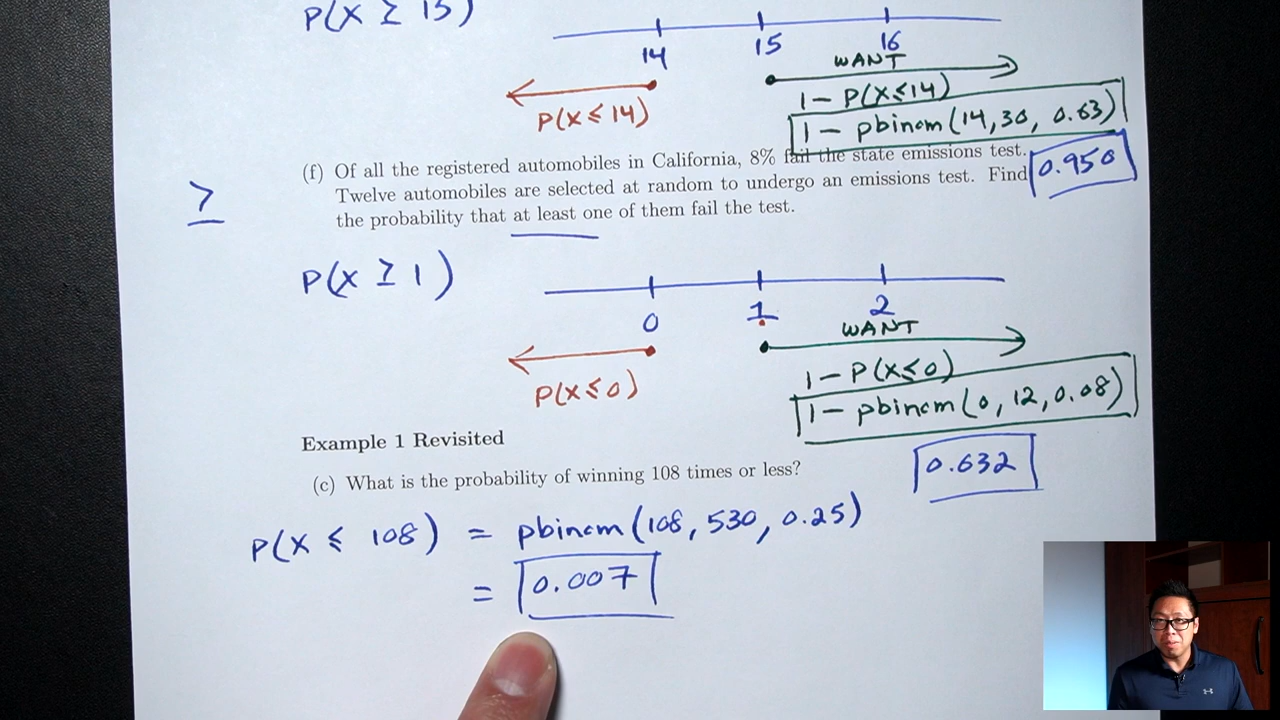 P(X ≥ 15)
14 15 16
WANT
P(X ≤ 14)
1 - P(X ≤ 14)
1 - pbinom(14, 30, 0.63)
0.950
≥
(f) Of all the registered automobiles in California, 8% fail the state emissions test.
Twelve automobiles are selected at random to undergo an emissions test. Find
the probability that at least one of them fail the test.
P(X ≥ 1)
0 1 2
WANT
P(X ≤ 0)
1 - P(X ≤ 0)
1 - pbinom(0, 12, 0.08)
0.632
Example 1 Revisited
(c) What is the probability of winning 108 times or less?
P(X ≤ 108) = pbinom(108, 530, 0.25)
= 0.007